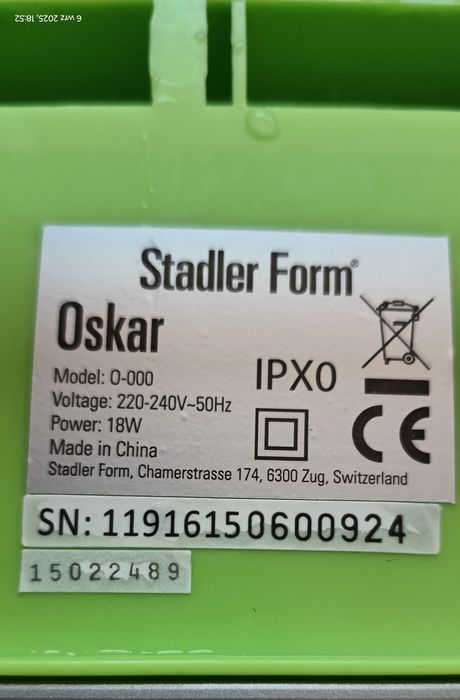 6 wrz 2025, 18:52
Stadler Form®
Oskar
Model: O-000
Voltage: 220-240V~50Hz
Power: 18W
Made in China
Stadler Form, Chamerstrasse 174, 6300 Zug, Switzerland
IPX0
CE
SN: 11916150600924
15022489